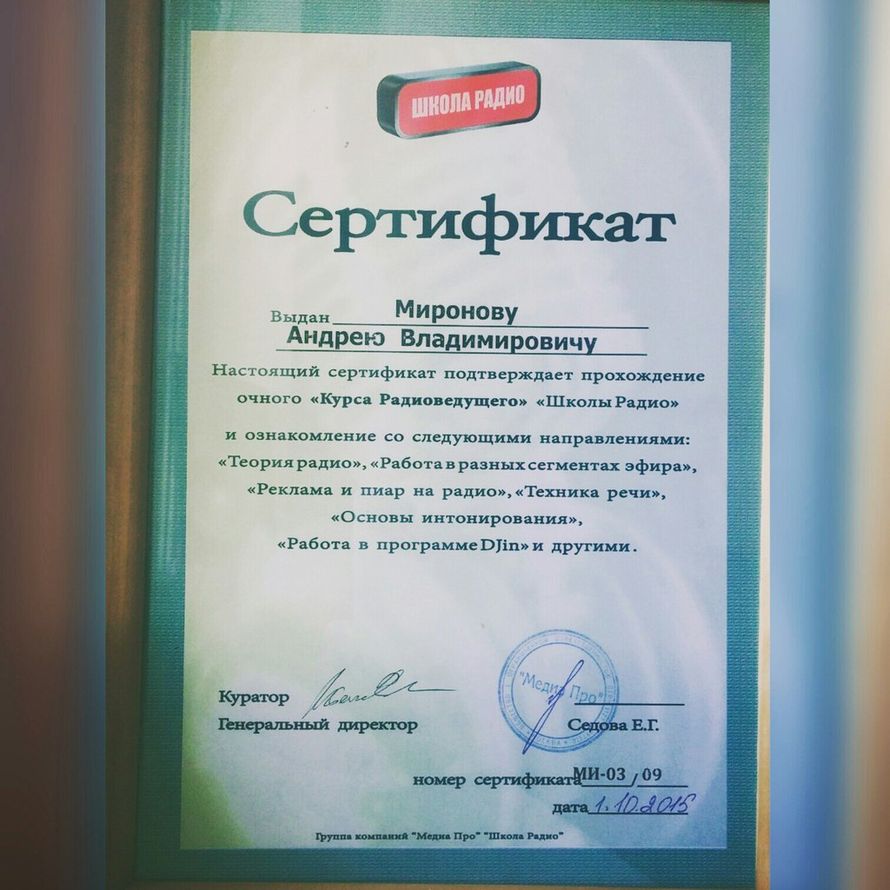 ШКОЛА РАДИО
Сертификат
Выдан Миронову
Андрею Владимировичу
Настоящий сертификат подтверждает прохождение
очного «Курса Радиоведущего» «Школы Радио»
и ознакомление со следующими направлениями:
«Теория радио», «Работа в разных сегментах эфира»,
«Реклама и пиар на радио», «Техника речи»,
«Основы интонирования»,
«Работа в программе DJin» и другими.
"Медиа Про"
МОСКВА
Куратор
Генеральный директор Седова Е.Г.
номер сертификата МИ-03 / 09
дата 1.10.2015
Группа компаний "Медиа Про" "Школа Радио"